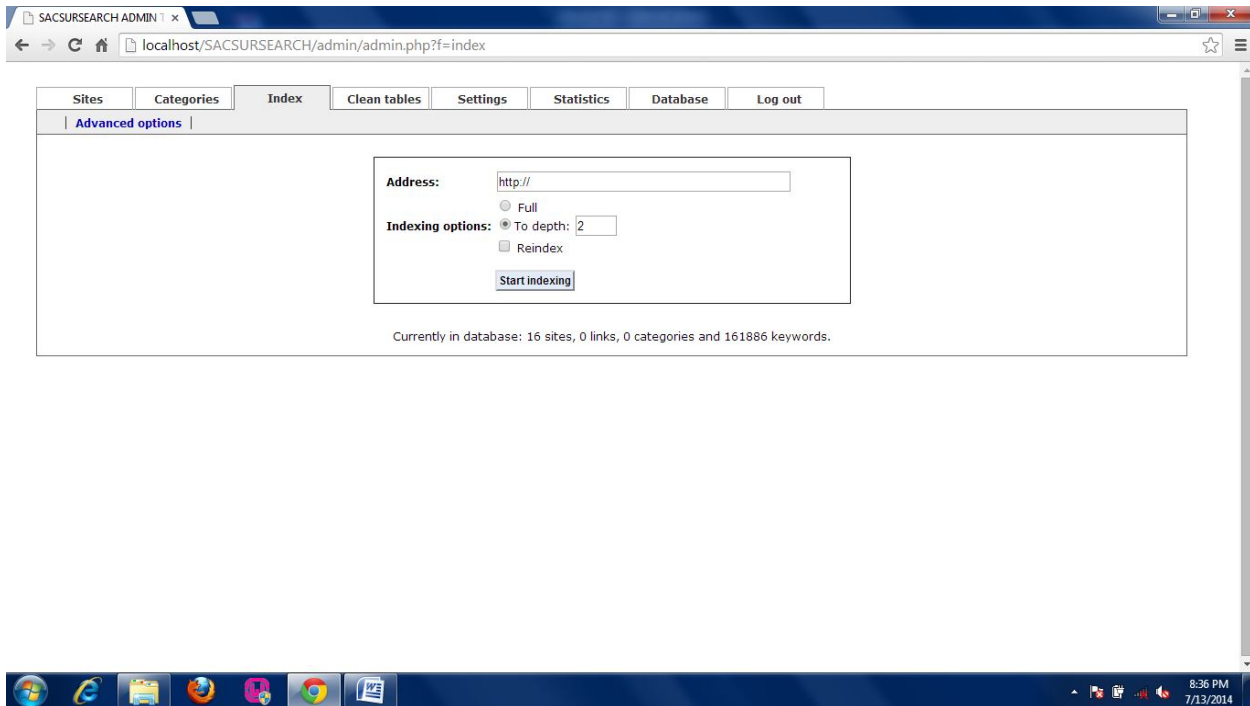 SACSURSEARCH ADMIN T
localhost/SACSURSEARCH/admin/admin.php?f=index
Sites Categories Index Clean tables Settings Statistics Database Log out
| Advanced options |
Address: http://
Full
Indexing options: To depth: 2
Reindex
Start indexing
Currently in database: 16 sites, 0 links, 0 categories and 161886 keywords.
8:36 PM
7/13/2014